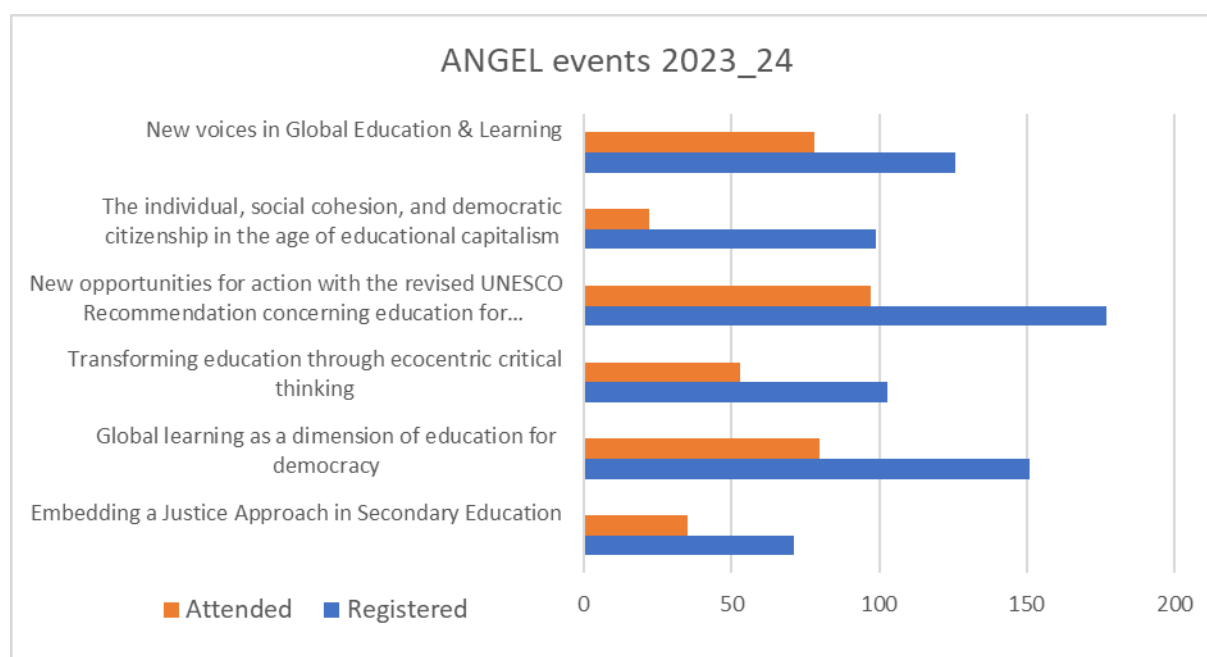 ANGEL events 2023_24
New voices in Global Education & Learning
The individual, social cohesion, and democratic
citizenship in the age of educational capitalism
New opportunities for action with the revised UNESCO
Recommendation concerning education for...
Transforming education through ecocentric critical
thinking
Global learning as a dimension of education for
democracy
Embedding a Justice Approach in Secondary Education
Attended Registered
0 50 100 150 200